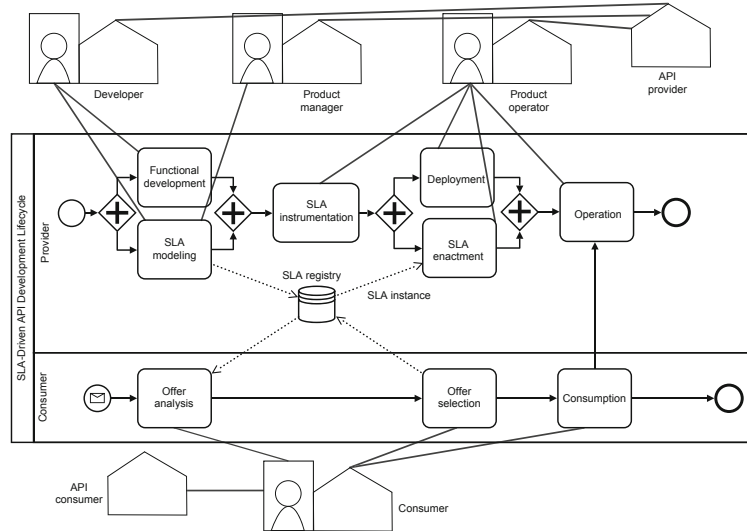 Developer
Product
manager
Product
operator
API
provider
SLA-Driven API Development Lifecycle
Provider
Functional
development
SLA
modeling
SLA
instrumentation
Deployment
SLA
enactment
Operation
SLA registry
SLA instance
Consumer
Offer
analysis
Offer
selection
Consumption
API
consumer
Consumer